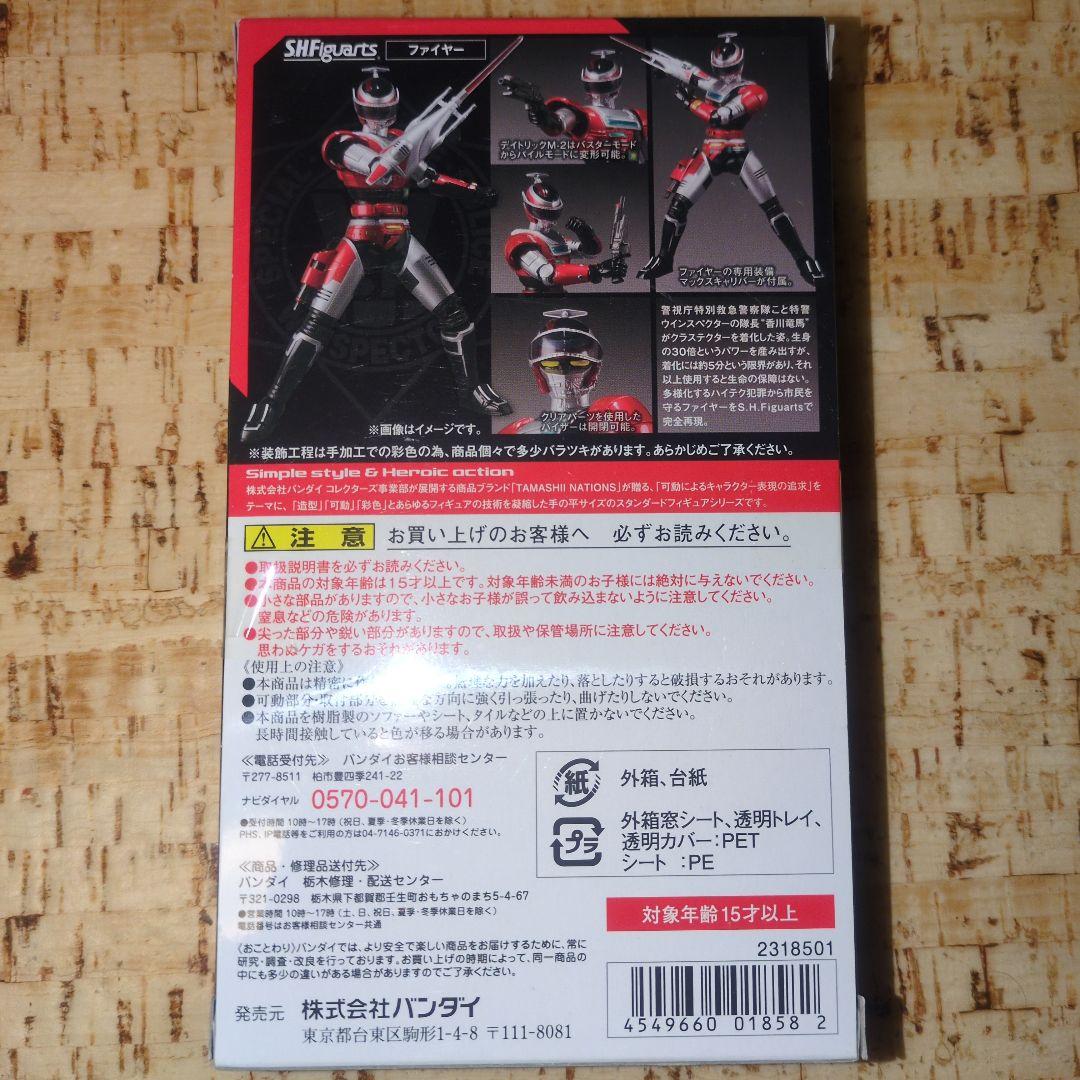 S.H.Figuarts ファイヤー
デイトリックM-2はバスターモード
からパイルモードに変形可能。
ファイヤーの専用装備
マックスキャリバーが付属。
クリアパーツを使用した
バイザーは開閉可能。
警視庁特別救急警察隊こと特警
ウインスペクターの隊長“香川竜馬”
がクラステクターを着化した姿。生身
の30倍というパワーを産み出すが、
着化には約5分という限界があり、それ
以上使用すると生命の保障はない。
多様化するハイテク犯罪から市民を
守るファイヤーをS.H.Figuartsで
完全再現。
※画像はイメージです。
※装飾工程は手加工での彩色の為、商品個々で多少バラツキがあります。あらかじめご了承ください。
Simple style & Heroic action
株式会社バンダイ コレクターズ事業部が展開する商品ブランド「TAMASHII NATIONS」が贈る、「可動によるキャラクター表現の追求」を
テーマに、「造型」「可動」「彩色」とあらゆるフィギュアの技術を凝縮した手の平サイズのスタンダードフィギュアシリーズです。
注意 お買い上げのお客様へ 必ずお読みください。
●取扱説明書を必ずお読みください。
●本商品の対象年齢は15才以上です。対象年齢未満のお子様には絶対に与えないでください。
●小さな部品がありますので、小さなお子様が誤って飲み込まないように注意してください。
窒息などの危険があります。
●尖った部分や鋭い部分がありますので、取扱や保管場所に注意してください。
思わぬケガをするおそれがあります。
《使用上の注意》
●本商品は精密に 力を加えたり、落としたりすると破損するおそれがあります。
●可動部分・取付部分 な方向に強く引っ張ったり、曲げたりしないでください。
●本商品を樹脂製のソファーやシート、タイルなどの上に置かないでください。
長時間接触していると色が移る場合があります。
≪電話受付先≫ バンダイお客様相談センター
〒277-8511 柏市豊四季241-22
ナビダイヤル 0570-041-101
●受付時間 10時～17時(祝日、夏季・冬季休業日を除く)
PHS、IP電話等をご利用の方は04-7146-0371におかけください。
≪商品・修理品送付先≫
バンダイ 栃木修理・配送センター
〒321-0298 栃木県下都賀郡壬生町おもちゃのまち5-4-67
●営業時間 10時～17時(土、日、祝日、夏季・冬季休業日を除く)
電話番号はお客様相談センター共通
《おことわり》バンダイでは、より安全で楽しい商品をお届けするために、常に
研究・調査・改良を行っております。お買い上げの時期によって、同一商品の
中にも多少の違いがある場合がありますのでご了承ください。
発売元 株式会社バンダイ
東京都台東区駒形1-4-8 〒111-8081
紙 外箱、台紙
プラ 外箱窓シート、透明トレイ、
透明カバー：PET
シート ：PE
対象年齢15才以上
2318501
4549660 01858 2